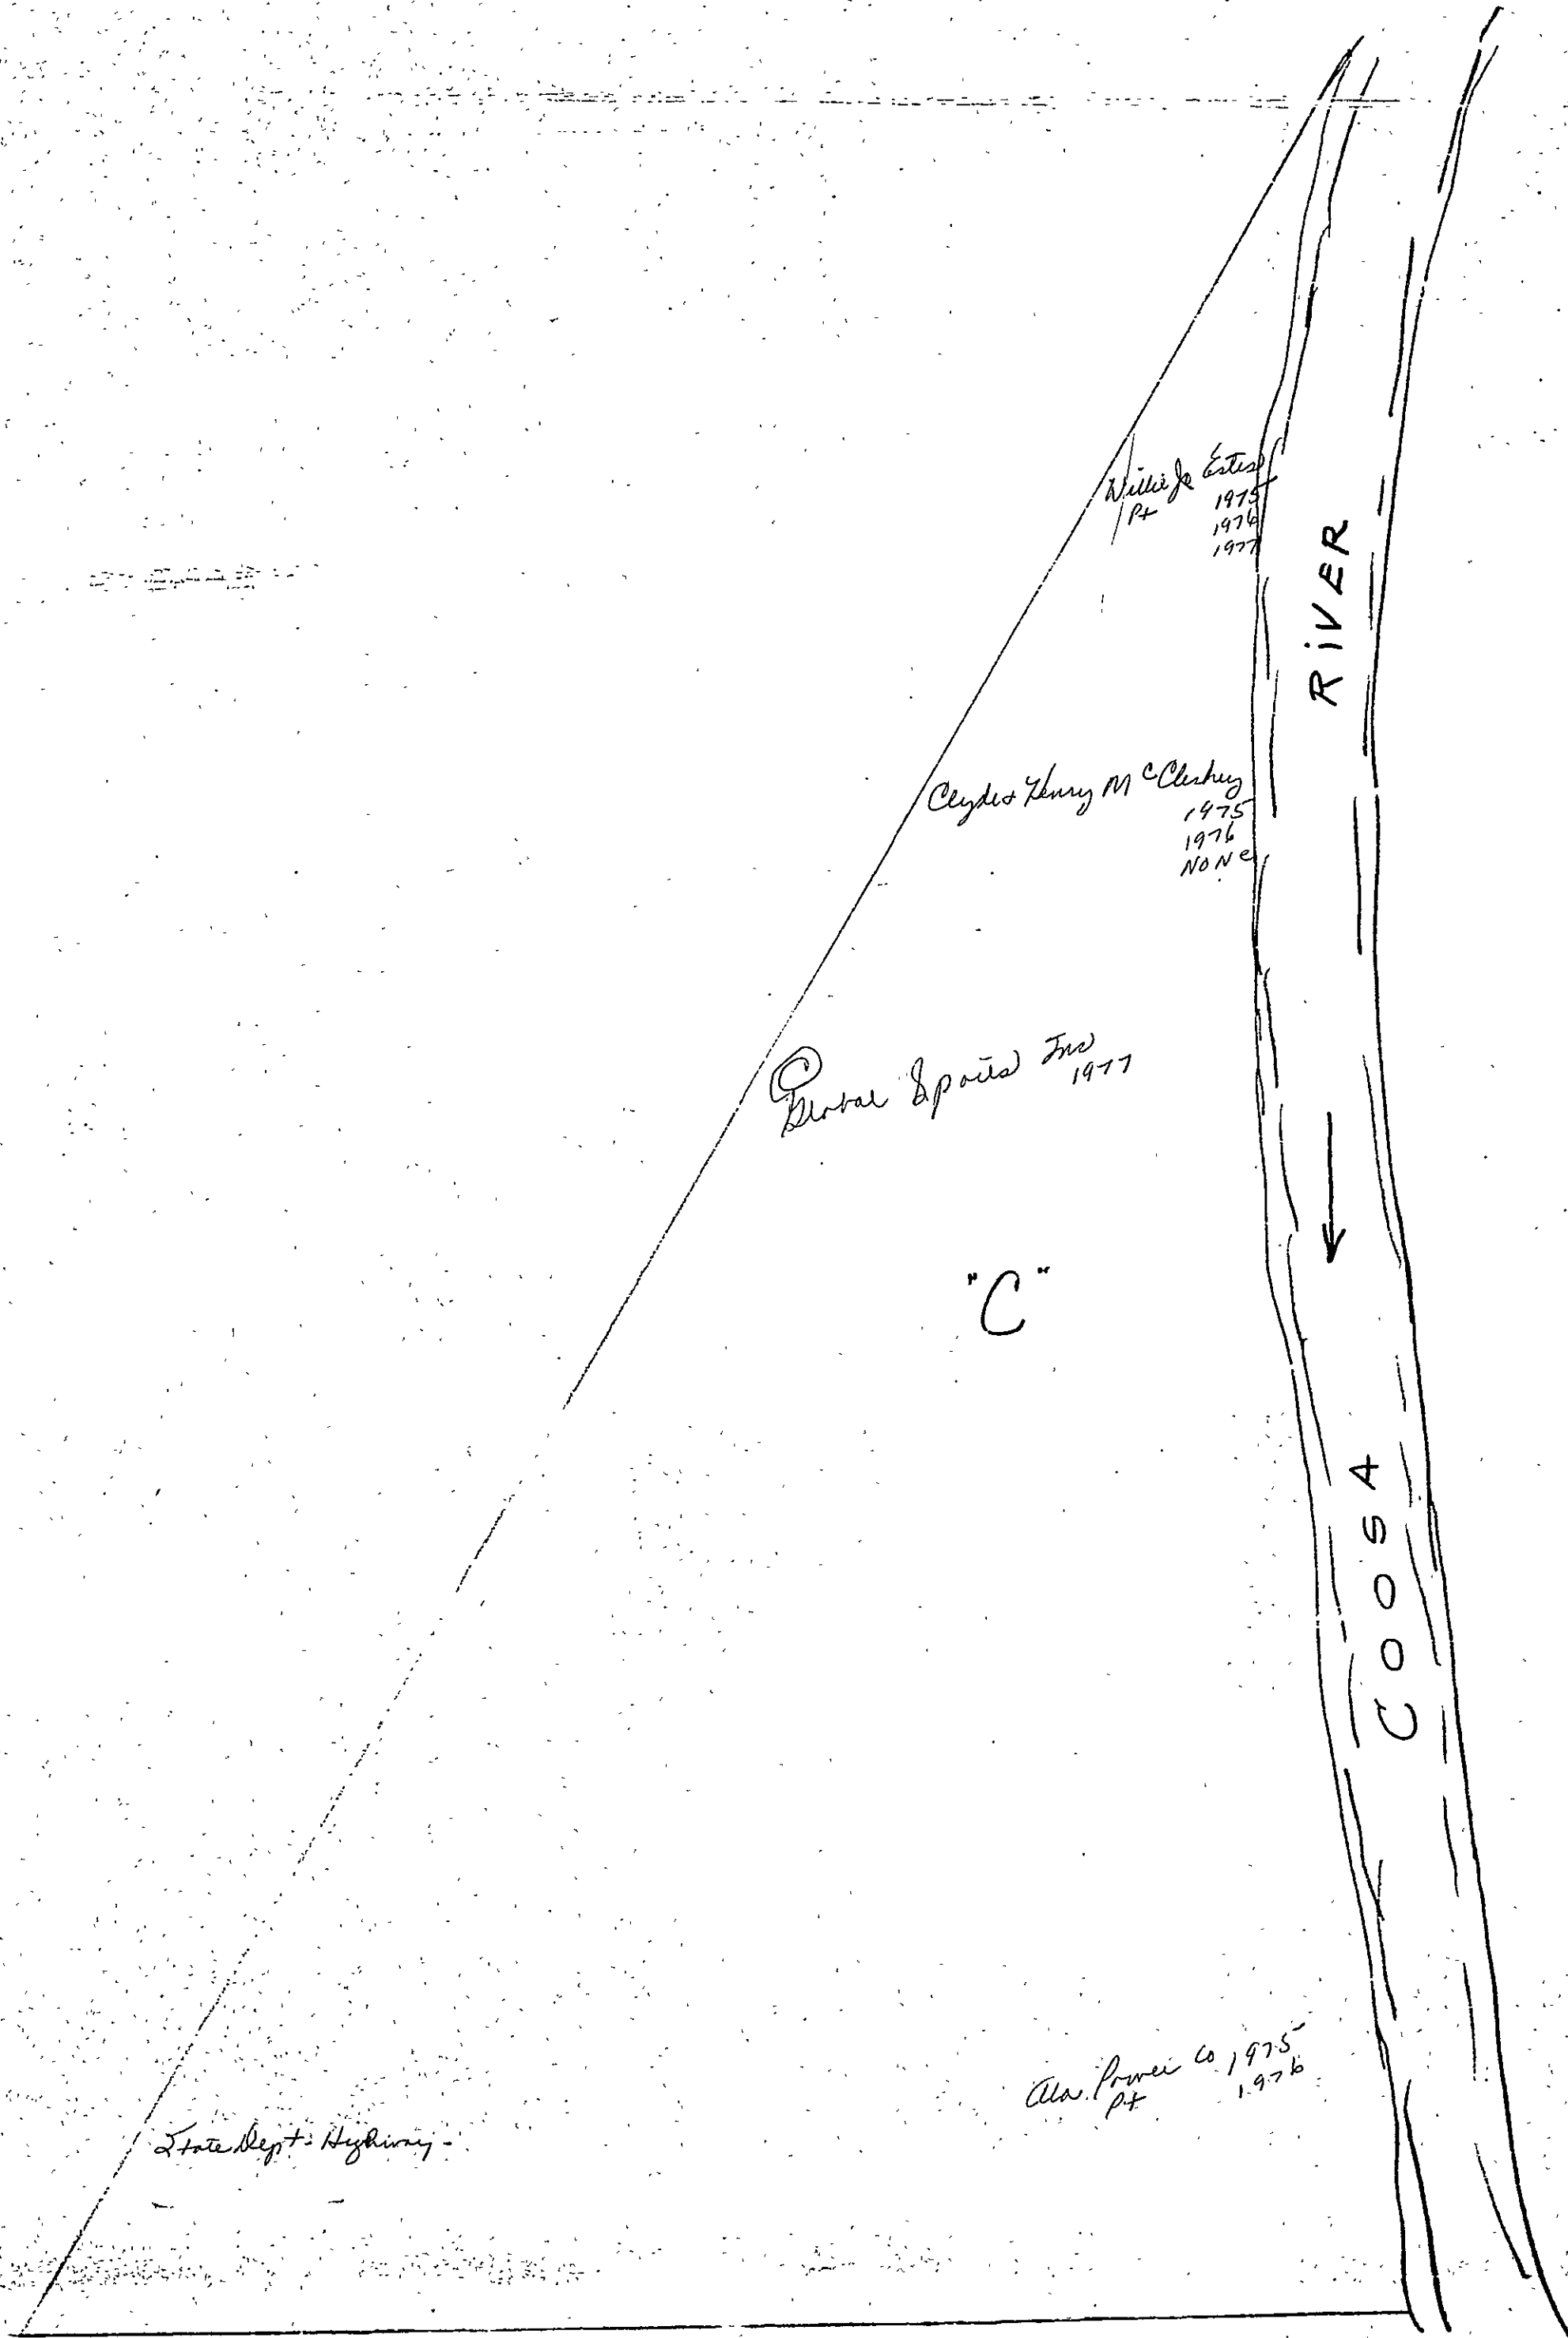 Willie Jo Estes
Pt 1975
1976
1977
RiVER
Clyde & Henry McCleskey
1975
1976
NONe
Global Sports Inc
1977
"C"
COOSA
Ala. Power Co 1975
Pt 1976
State Dept. Highway